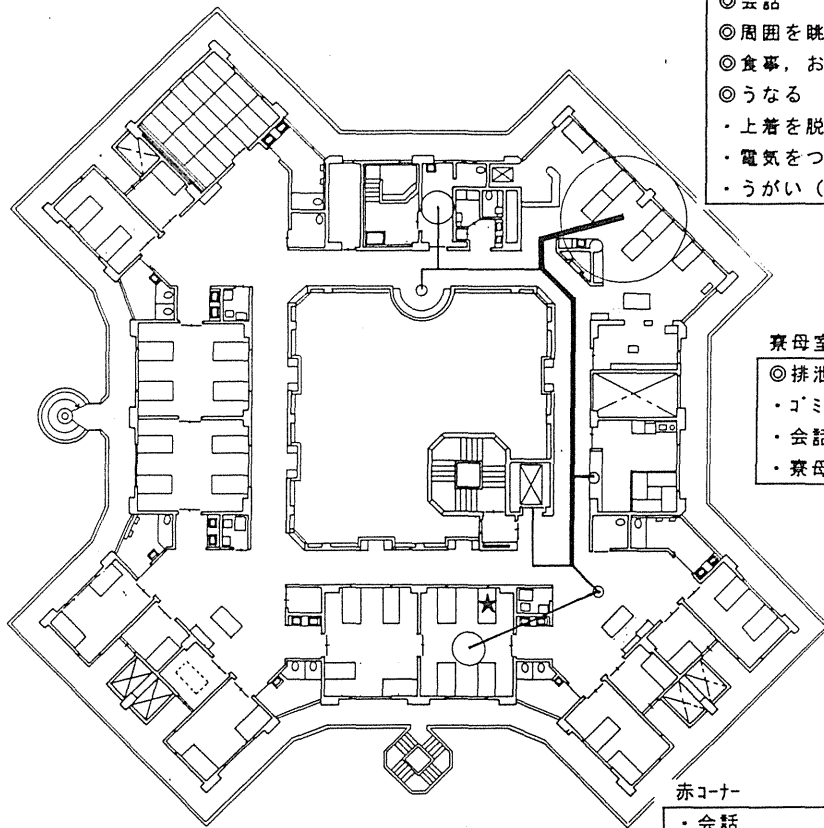 ◎会話
◎周囲を眺
◎食事，お
◎うなる
・上着を脱
・電気をつ
・うがい（
寮母室
◎排泄
・ゴミ
・会話
・寮母
赤コーナー
・会話